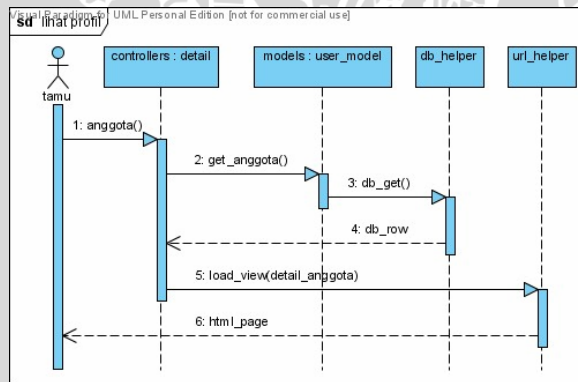 Visual Paradigm for UML Personal Edition [not for commercial use]
sd lihat profil
controllers : detail
models : user_model
db_helper
url_helper
tamu
1: anggota()
2: get_anggota()
3: db_get()
4: db_row
5: load_view(detail_anggota)
6: html_page